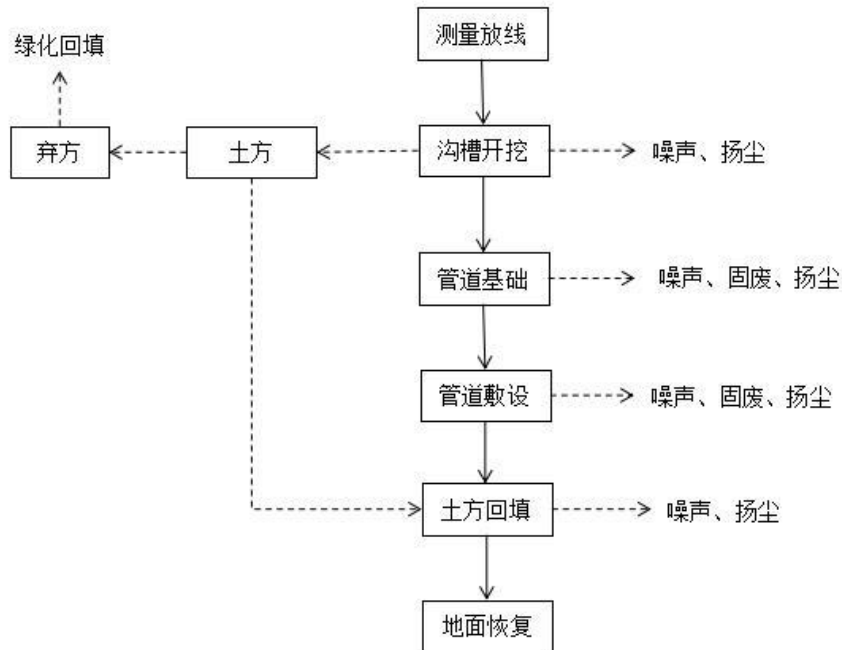 测量放线
绿化回填
弃方
土方
沟槽开挖
噪声、扬尘
管道基础
噪声、固废、扬尘
管道敷设
噪声、固废、扬尘
土方回填
噪声、扬尘
地面恢复